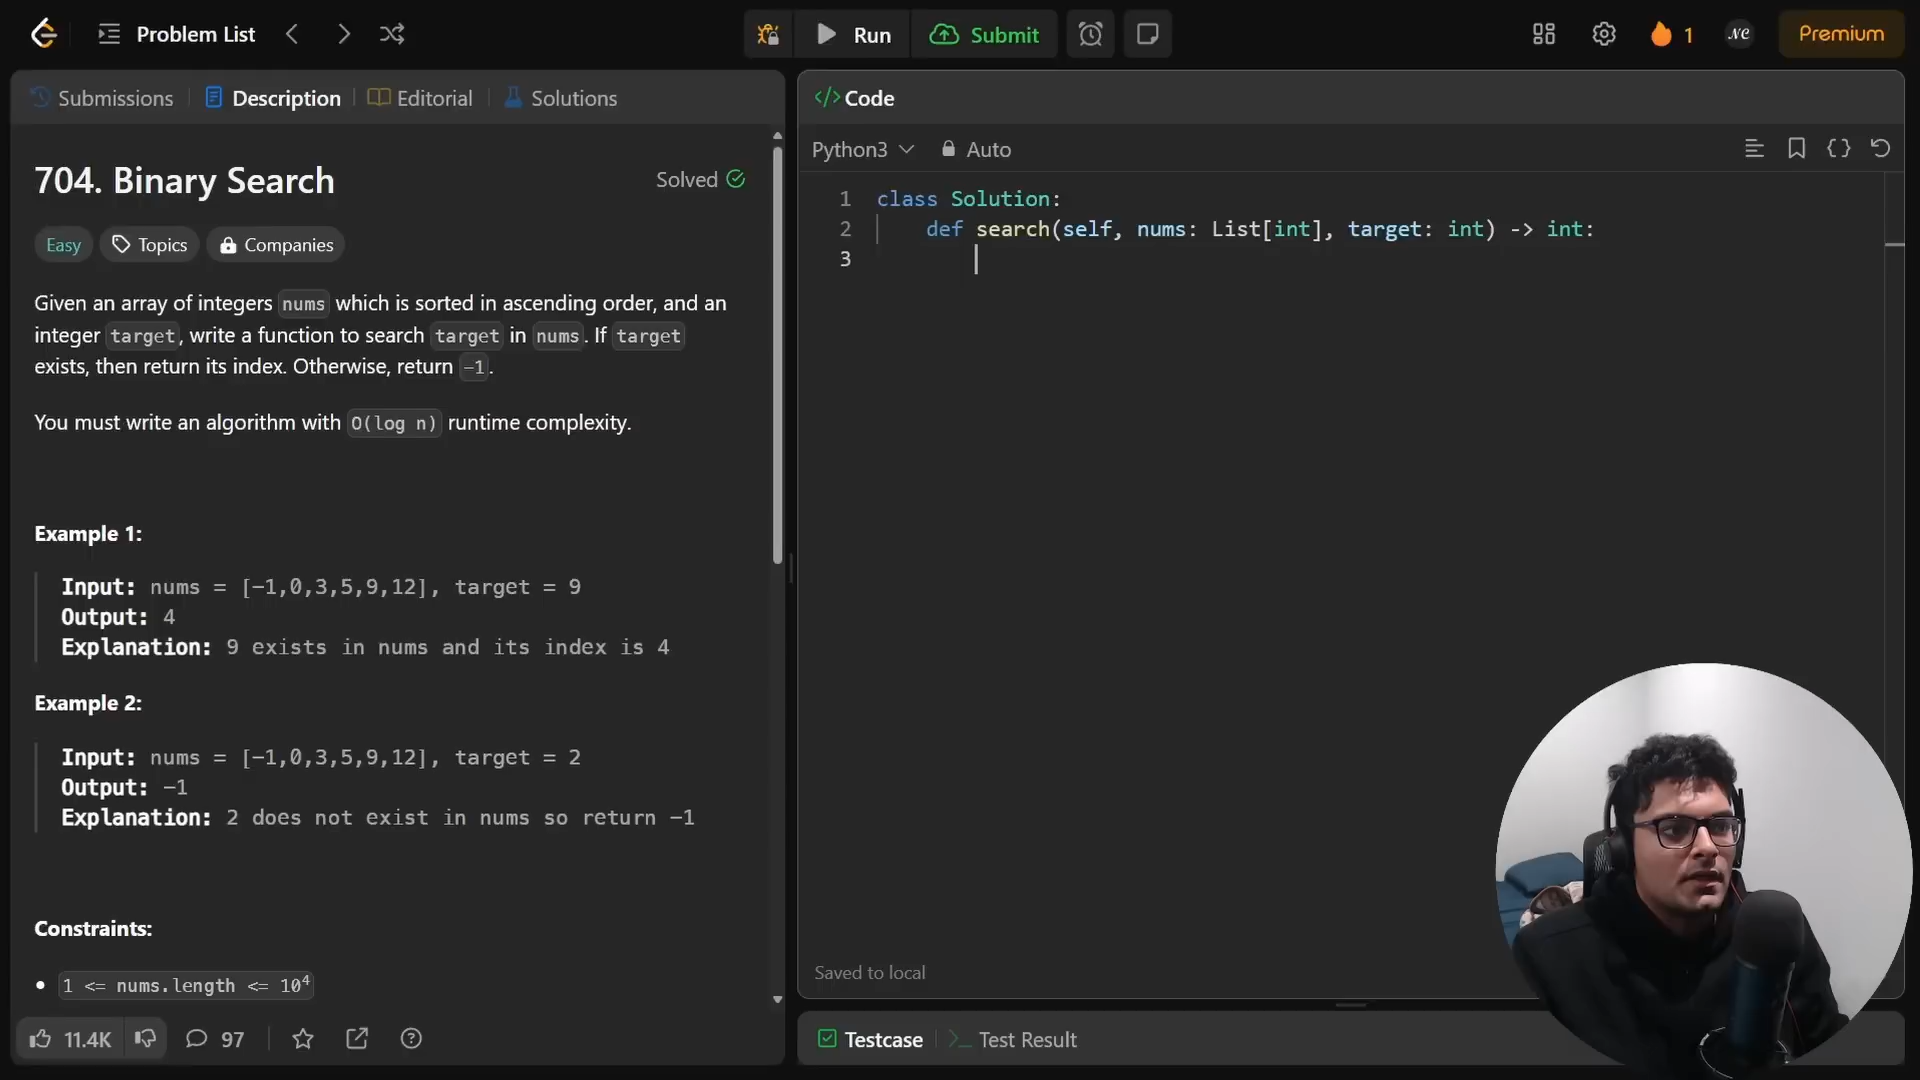 Problem List
Run
Submit
1
Premium
Submissions
Description
Editorial
Solutions
704. Binary Search
Solved
Easy
Topics
Companies
Given an array of integers nums which is sorted in ascending order, and an
integer target, write a function to search target in nums. If target
exists, then return its index. Otherwise, return -1.
You must write an algorithm with O(log n) runtime complexity.
Example 1:
Input: nums = [-1,0,3,5,9,12], target = 9
Output: 4
Explanation: 9 exists in nums and its index is 4
Example 2:
Input: nums = [-1,0,3,5,9,12], target = 2
Output: -1
Explanation: 2 does not exist in nums so return -1
Constraints:
• 1 <= nums.length <= 10⁴
11.4K
97
</> Code
Python3
Auto
1 class Solution:
2 def search(self, nums: List[int], target: int) -> int:
3
Saved to local
Testcase
Test Result